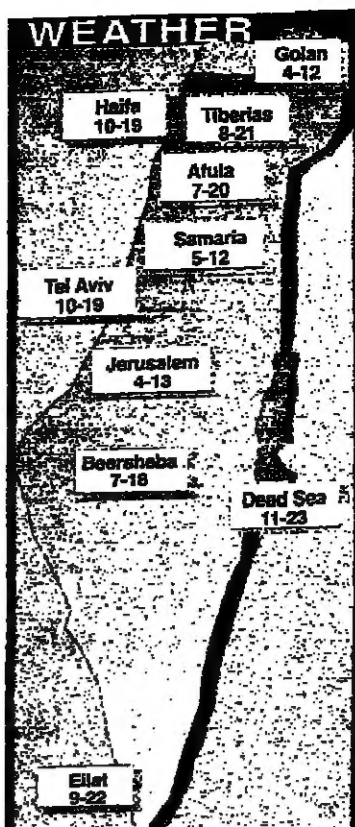 WEATHER
Golan
4-12
Haifa
10-19
Tiberias
8-21
Afula
7-20
Samaria
5-12
Tel Aviv
10-19
Jerusalem
4-13
Beersheba
7-18
Dead Sea
11-23
Eilat
9-22